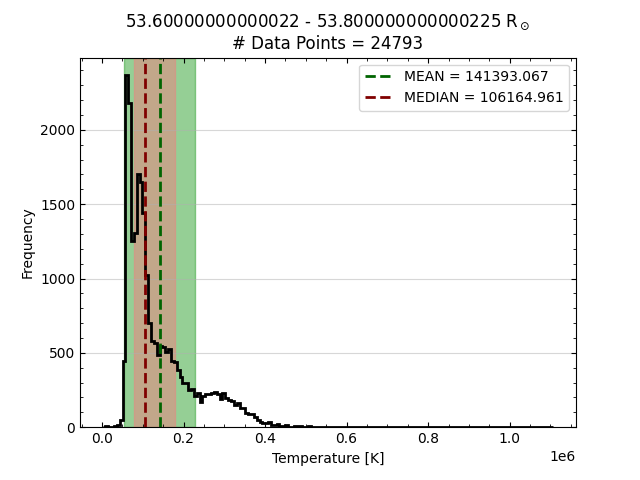 53.60000000000022 - 53.800000000000225 R⊙
# Data Points = 24793
MEAN = 141393.067
MEDIAN = 106164.961
2000
1500
1000
500
0
Frequency
0.0 0.2 0.4 0.6 0.8 1.0
1e6
Temperature [K]